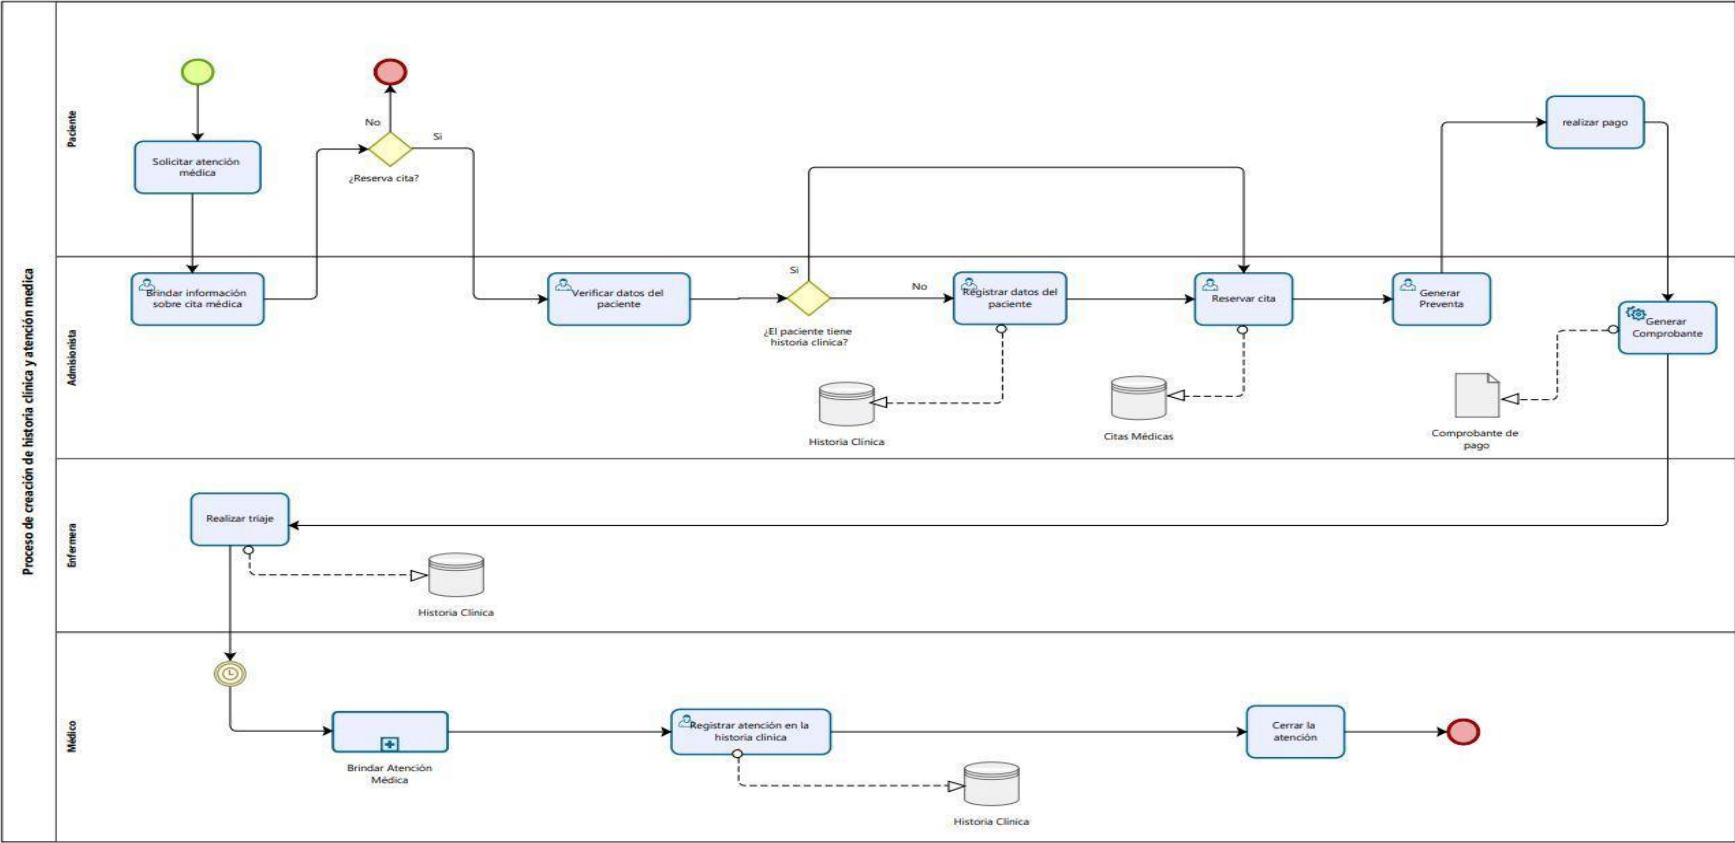 Proceso de creación de historia clínica y atención medica
Paciente
No
Si
¿Reserva cita?
Solicitar atención
médica
realizar pago
Admisionista
Brindar información
sobre cita médica
Verificar datos del
paciente
Si
No
¿El paciente tiene
historia clinica?
Registrar datos del
paciente
Reservar cita
Generar
Preventa
Generar
Comprobante
Historia Clínica
Citas Médicas
Comprobante de
pago
Enfermera
Realizar triaje
Historia Clínica
Médico
Brindar Atención
Médica
Registrar atención en la
historia clínica
Cerrar la
atención
Historia Clínica